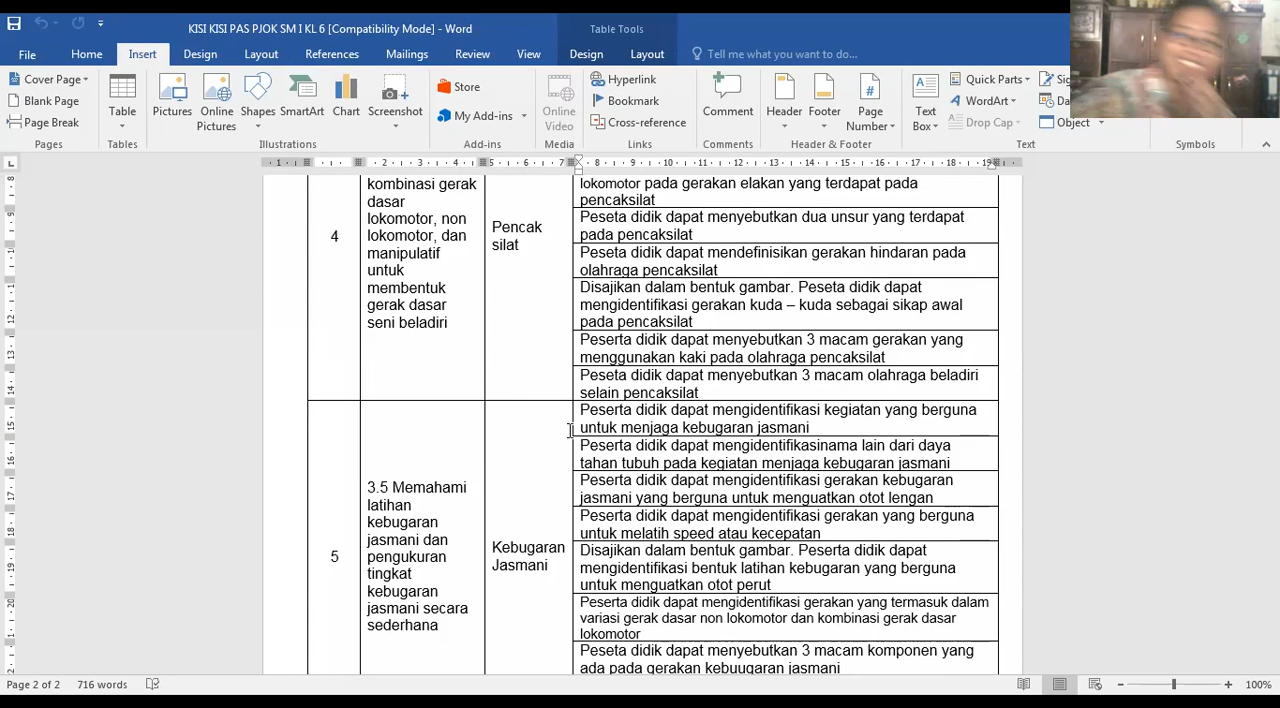 KISI KISI PAS PJOK SM I KL 6 [Compatibility Mode] - Word
Table Tools
File
Home
Insert
Design
Layout
References
Mailings
Review
View
Design
Layout
Tell me what you want to do...
Cover Page
Blank Page
Page Break
Pages
Table
Tables
Pictures
Online
Pictures
Shapes
SmartArt
Chart
Screenshot
Illustrations
Store
My Add-ins
Add-ins
Online
Video
Media
Hyperlink
Bookmark
Cross-reference
Links
Comment
Comments
Header
Footer
Page
Number
Header & Footer
Text
Box
Quick Parts
WordArt
Drop Cap
Object
Text
Symbols
4
kombinasi gerak
dasar
lokomotor, non
lokomotor, dan
manipulatif
untuk
membentuk
gerak dasar
seni beladiri
Pencak
silat
lokomotor pada gerakan elakan yang terdapat pada
pencaksilat
Peseta didik dapat menyebutkan dua unsur yang terdapat
pada pencaksilat
Peseta didik dapat mendefinisikan gerakan hindaran pada
olahraga pencaksilat
Disajikan dalam bentuk gambar. Peseta didik dapat
mengidentifikasi gerakan kuda – kuda sebagai sikap awal
pada pencaksilat
Peserta didik dapat menyebutkan 3 macam gerakan yang
menggunakan kaki pada olahraga pencaksilat
Peseta didik dapat menyebutkan 3 macam olahraga beladiri
selain pencaksilat
5
3.5 Memahami
latihan
kebugaran
jasmani dan
pengukuran
tingkat
kebugaran
jasmani secara
sederhana
Kebugaran
Jasmani
Peserta didik dapat mengidentifikasi kegiatan yang berguna
untuk menjaga kebugaran jasmani
Peserta didik dapat mengidentifikasinama lain dari daya
tahan tubuh pada kegiatan menjaga kebugaran jasmani
Peserta didik dapat mengidentifikasi gerakan kebugaran
jasmani yang berguna untuk menguatkan otot lengan
Peserta didik dapat mengidentifikasi gerakan yang berguna
untuk melatih speed atau kecepatan
Disajikan dalam bentuk gambar. Peserta didik dapat
mengidentifikasi bentuk latihan kebugaran yang berguna
untuk menguatkan otot perut
Peserta didik dapat mengidentifikasi gerakan yang termasuk dalam
variasi gerak dasar non lokomotor dan kombinasi gerak dasar
lokomotor
Peseta didik dapat menyebutkan 3 macam komponen yang
ada pada gerakan kebuugaran jasmani
Page 2 of 2
716 words
100%